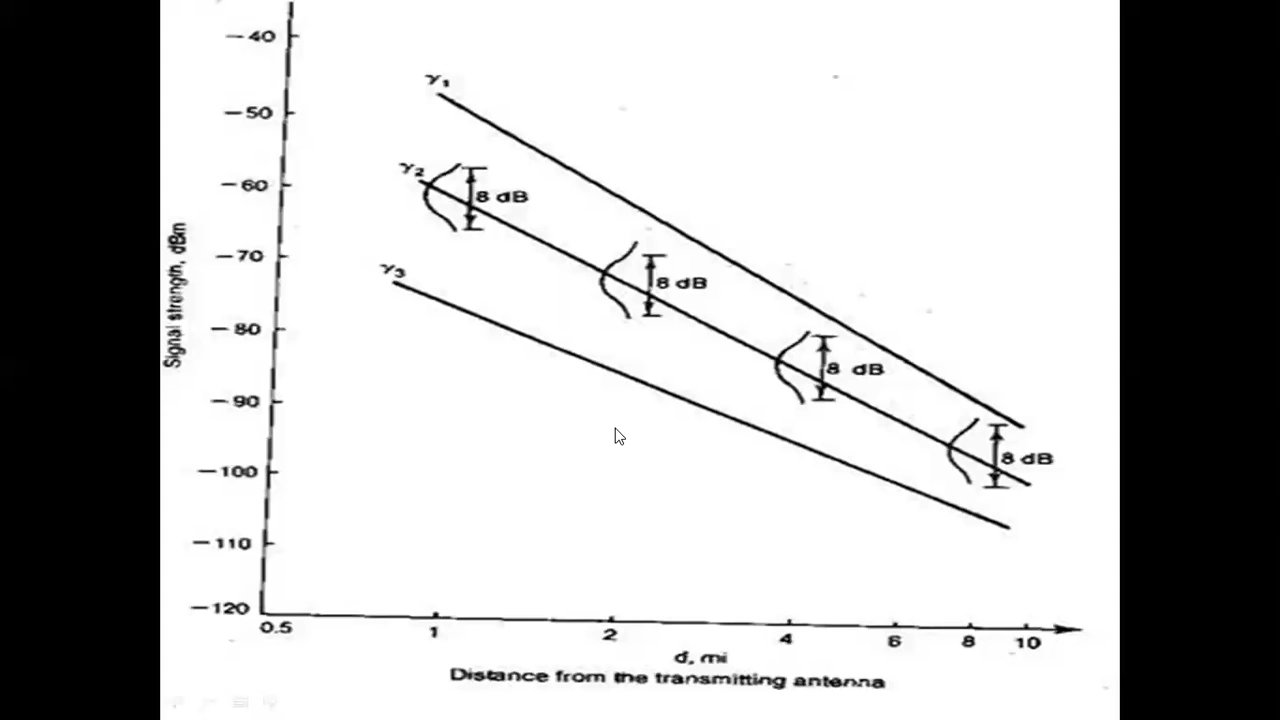 −40
γ1
−50
γ2
−60
8 dB
−70
γ3
8 dB
Signal strength, dBm
−80
8 dB
−90
8 dB
−100
−110
−120
0.5 1 2 4 6 8 10
d, mi
Distance from the transmitting antenna